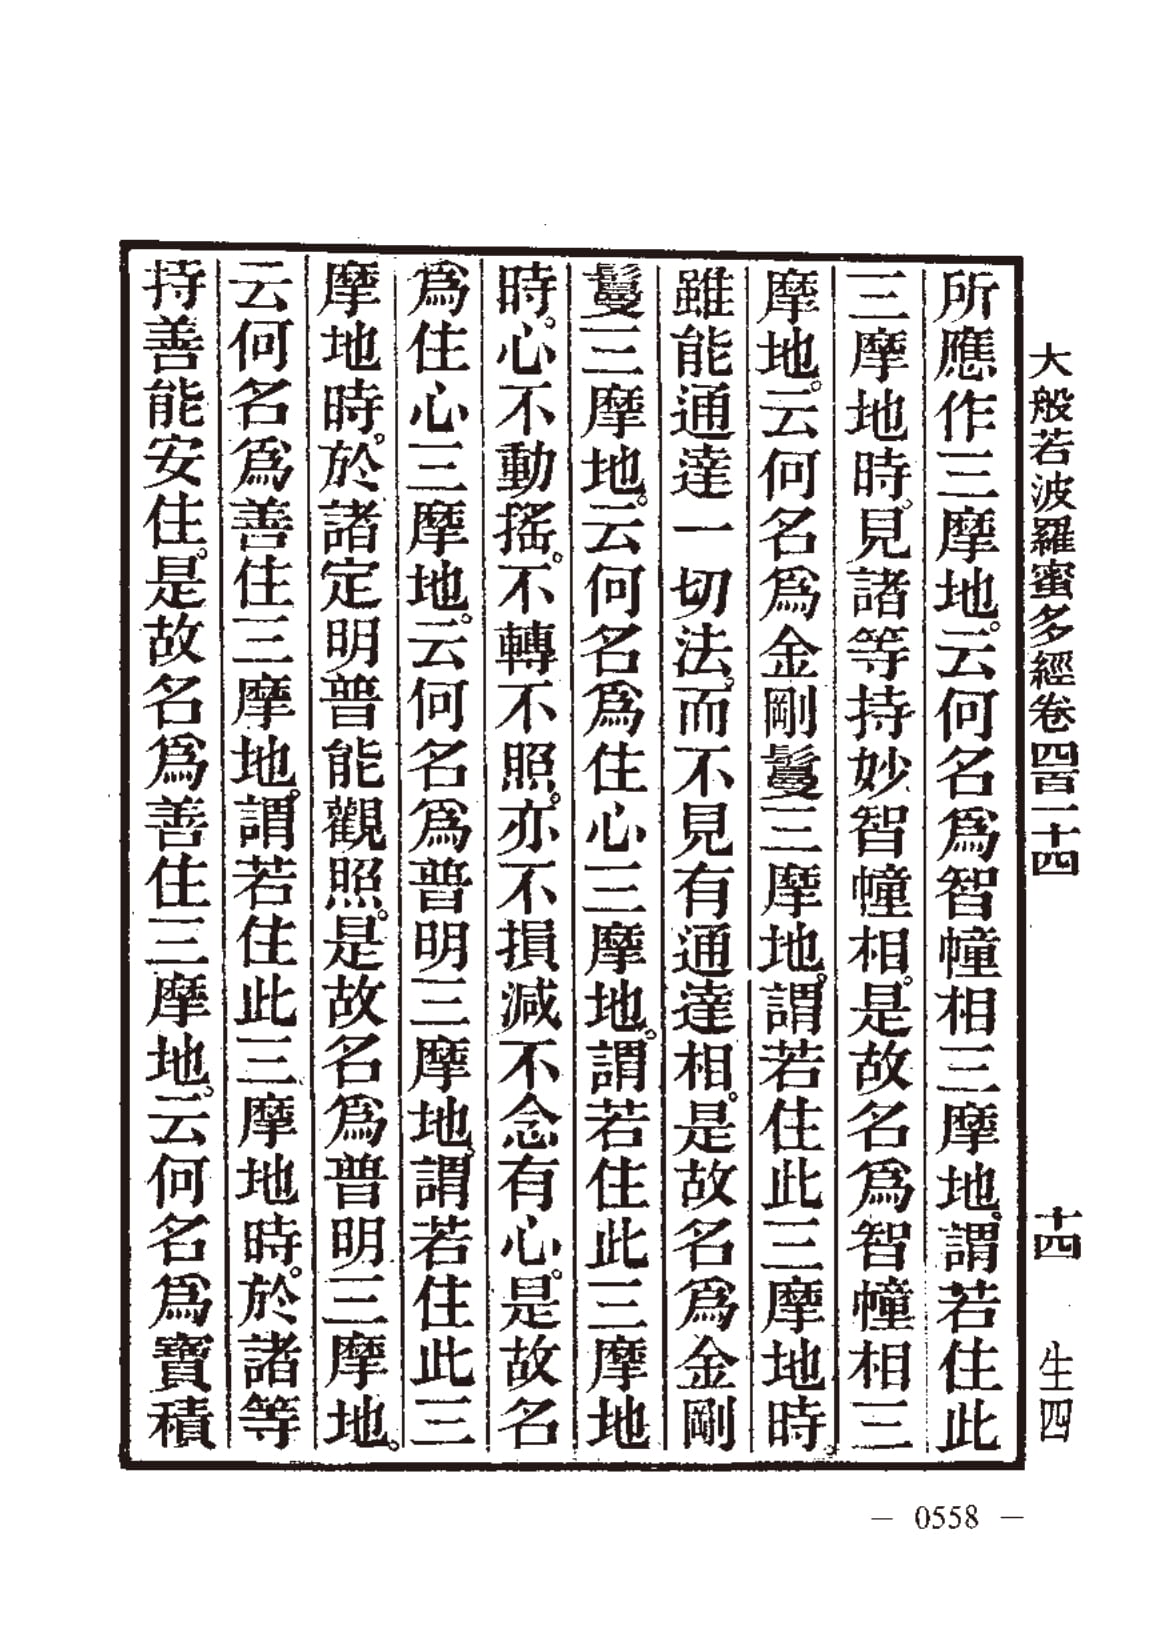 大般若波羅蜜多經卷四百一十四　十四　生四
所應作三摩地。云何名爲智幢相三摩地。謂若住此
三摩地時。見諸等持妙智幢相。是故名爲智幢相三
摩地。云何名爲金剛鬘三摩地。謂若住此三摩地時。
雖能通達一切法。而不見有通達相。是故名爲金剛
鬘三摩地。云何名爲住心三摩地。謂若住此三摩地
時。心不動搖。不轉不照。亦不損減不念有心。是故名
爲住心三摩地。云何名爲普明三摩地。謂若住此三
摩地時。於諸定明普能觀照。是故名爲普明三摩地。
云何名爲善住三摩地。謂若住此三摩地時。於諸等
持善能安住。是故名爲善住三摩地。云何名爲寶積
— 0558 —